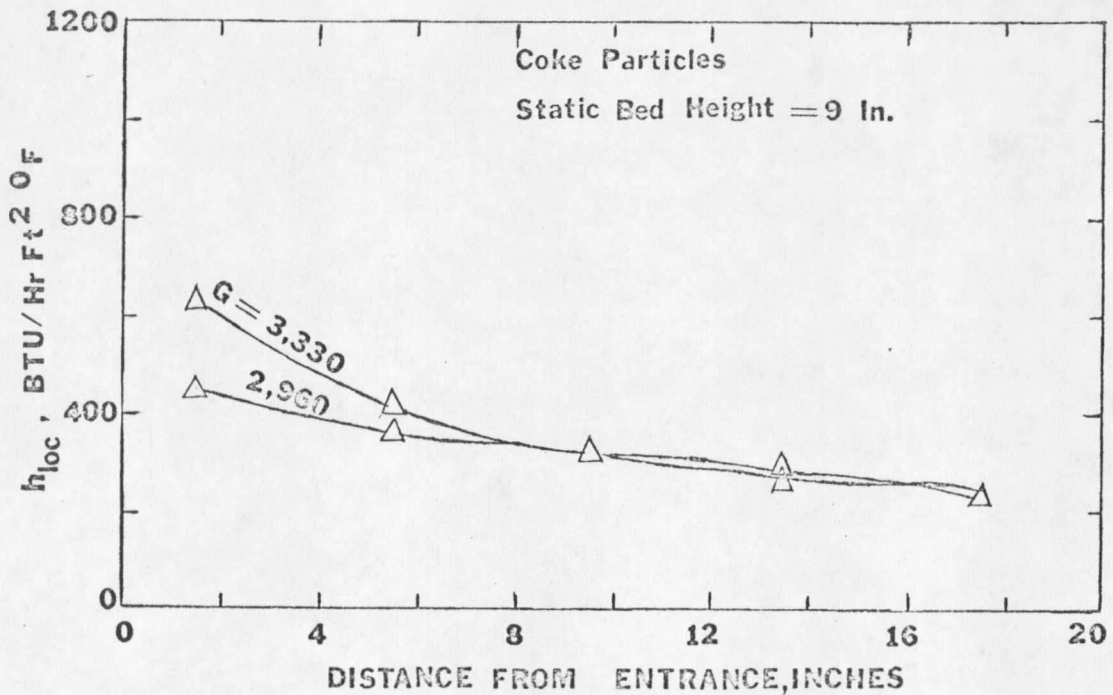 1200
800
400
0
h_loc, BTU/Hr Ft² °F
Coke Particles
Static Bed Height = 9 In.
G = 3,330
2,960
0 4 8 12 16 20
DISTANCE FROM ENTRANCE, INCHES